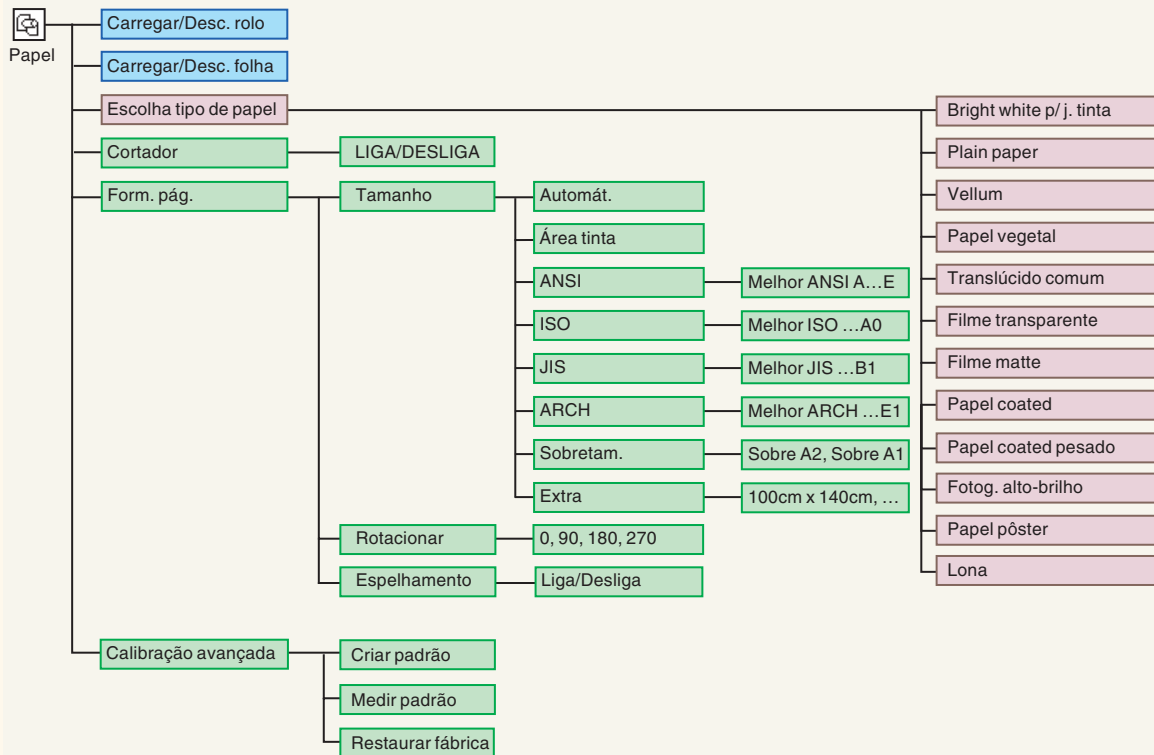 Papel
Carregar/Desc. rolo
Carregar/Desc. folha
Escolha tipo de papel
Bright white p/ j. tinta
Plain paper
Vellum
Papel vegetal
Translúcido comum
Filme transparente
Filme matte
Papel coated
Papel coated pesado
Fotog. alto-brilho
Papel pôster
Lona
Cortador
LIGA/DESLIGA
Form. pág.
Tamanho
Automát.
Área tinta
ANSI
Melhor ANSI A…E
ISO
Melhor ISO …A0
JIS
Melhor JIS …B1
ARCH
Melhor ARCH …E1
Sobretam.
Sobre A2, Sobre A1
Extra
100cm x 140cm, …
Rotacionar
0, 90, 180, 270
Espelhamento
Liga/Desliga
Calibração avançada
Criar padrão
Medir padrão
Restaurar fábrica